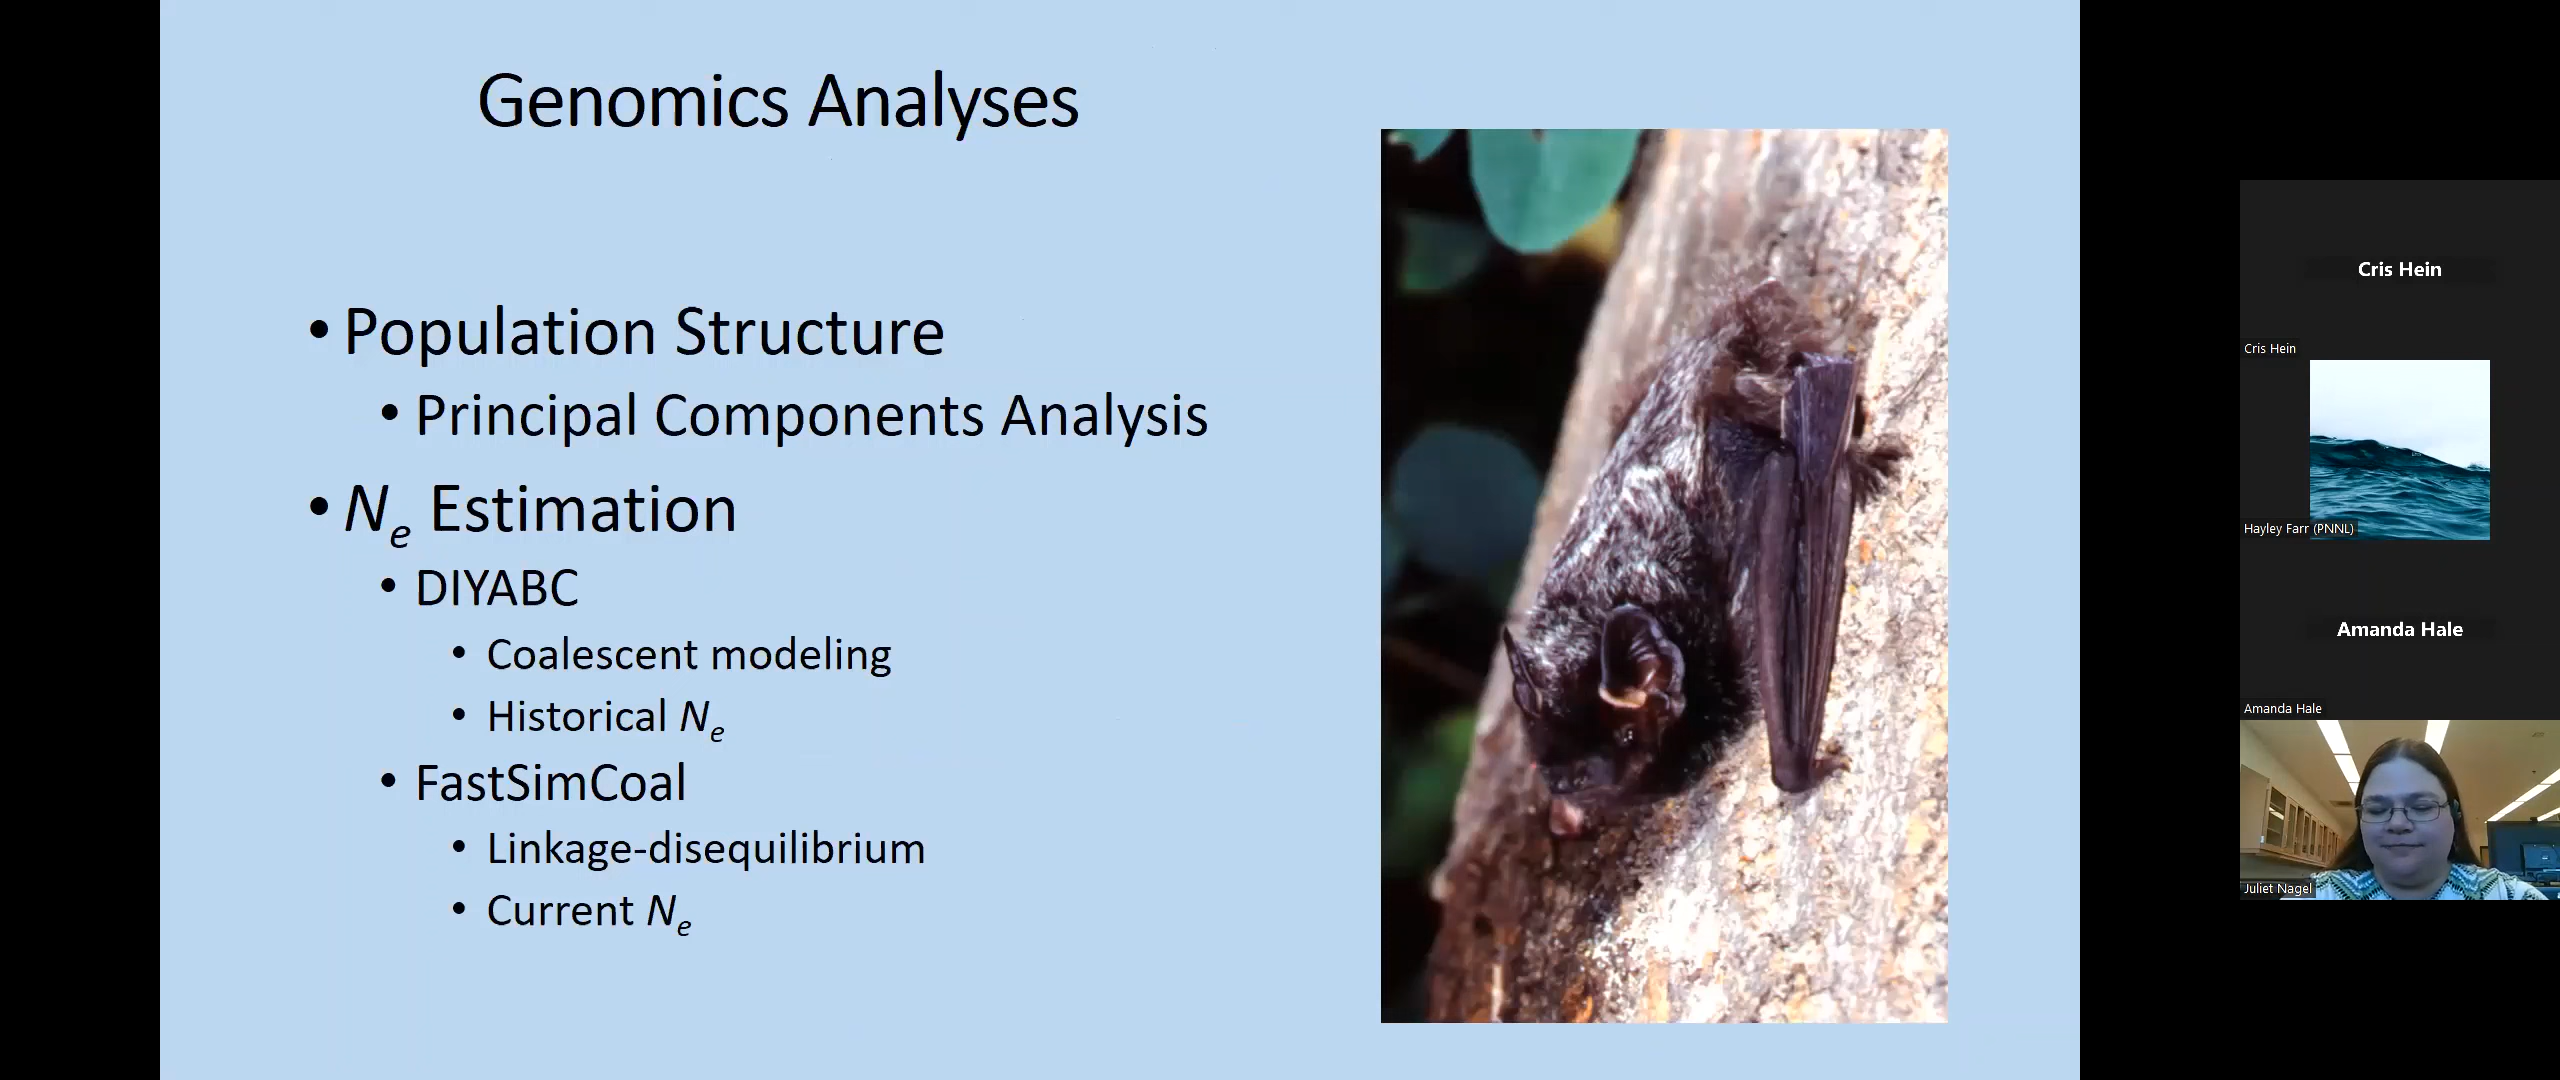 Genomics Analyses
• Population Structure
• Principal Components Analysis
• Ne Estimation
• DIYABC
• Coalescent modeling
• Historical Ne
• FastSimCoal
• Linkage-disequilibrium
• Current Ne
Cris Hein
Cris Hein
Hayley Farr (PNNL)
Amanda Hale
Amanda Hale
Juliet Nagel